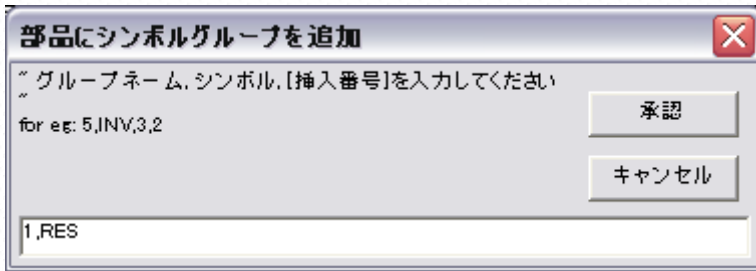 部品にシンボルグループを追加
"グループネーム,シンボル,[挿入番号]を入力してください
"
for eg: 5,INV,3,2
承認
キャンセル
1,RES